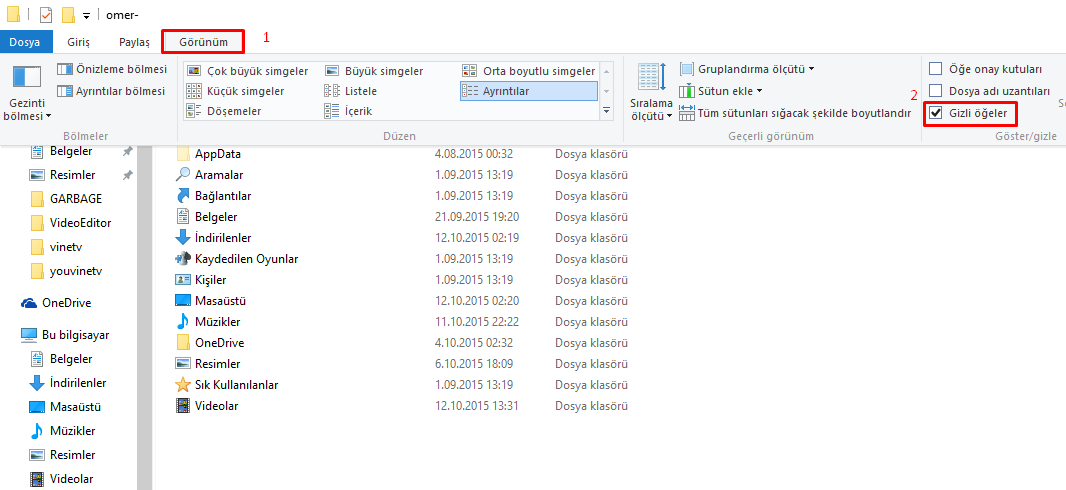 omer-
Dosya Giriş Paylaş Görünüm 1
Gezinti bölmesi
Önizleme bölmesi
Ayrıntılar bölmesi
Bölmeler
Çok büyük simgeler Büyük simgeler Orta boyutlu simgeler
Küçük simgeler Listele Ayrıntılar
Döşemeler İçerik
Düzen
Sıralama ölçütü
Gruplandırma ölçütü
Sütun ekle
Tüm sütunları sığacak şekilde boyutlandır
Geçerli görünüm
Öğe onay kutuları
Dosya adı uzantıları
2 Gizli öğeler
Göster/gizle
Belgeler
Resimler
GARBAGE
VideoEditor
vinetv
youvinetv
OneDrive
Bu bilgisayar
Belgeler
İndirilenler
Masaüstü
Müzikler
Resimler
Videolar
AppData 4.08.2015 00:32 Dosya klasörü
Aramalar 1.09.2015 13:19 Dosya klasörü
Bağlantılar 1.09.2015 13:19 Dosya klasörü
Belgeler 21.09.2015 19:20 Dosya klasörü
İndirilenler 12.10.2015 02:19 Dosya klasörü
Kaydedilen Oyunlar 1.09.2015 13:19 Dosya klasörü
Kişiler 1.09.2015 13:19 Dosya klasörü
Masaüstü 12.10.2015 02:20 Dosya klasörü
Müzikler 11.10.2015 22:22 Dosya klasörü
OneDrive 4.10.2015 02:32 Dosya klasörü
Resimler 6.10.2015 18:09 Dosya klasörü
Sık Kullanılanlar 1.09.2015 13:19 Dosya klasörü
Videolar 12.10.2015 13:31 Dosya klasörü